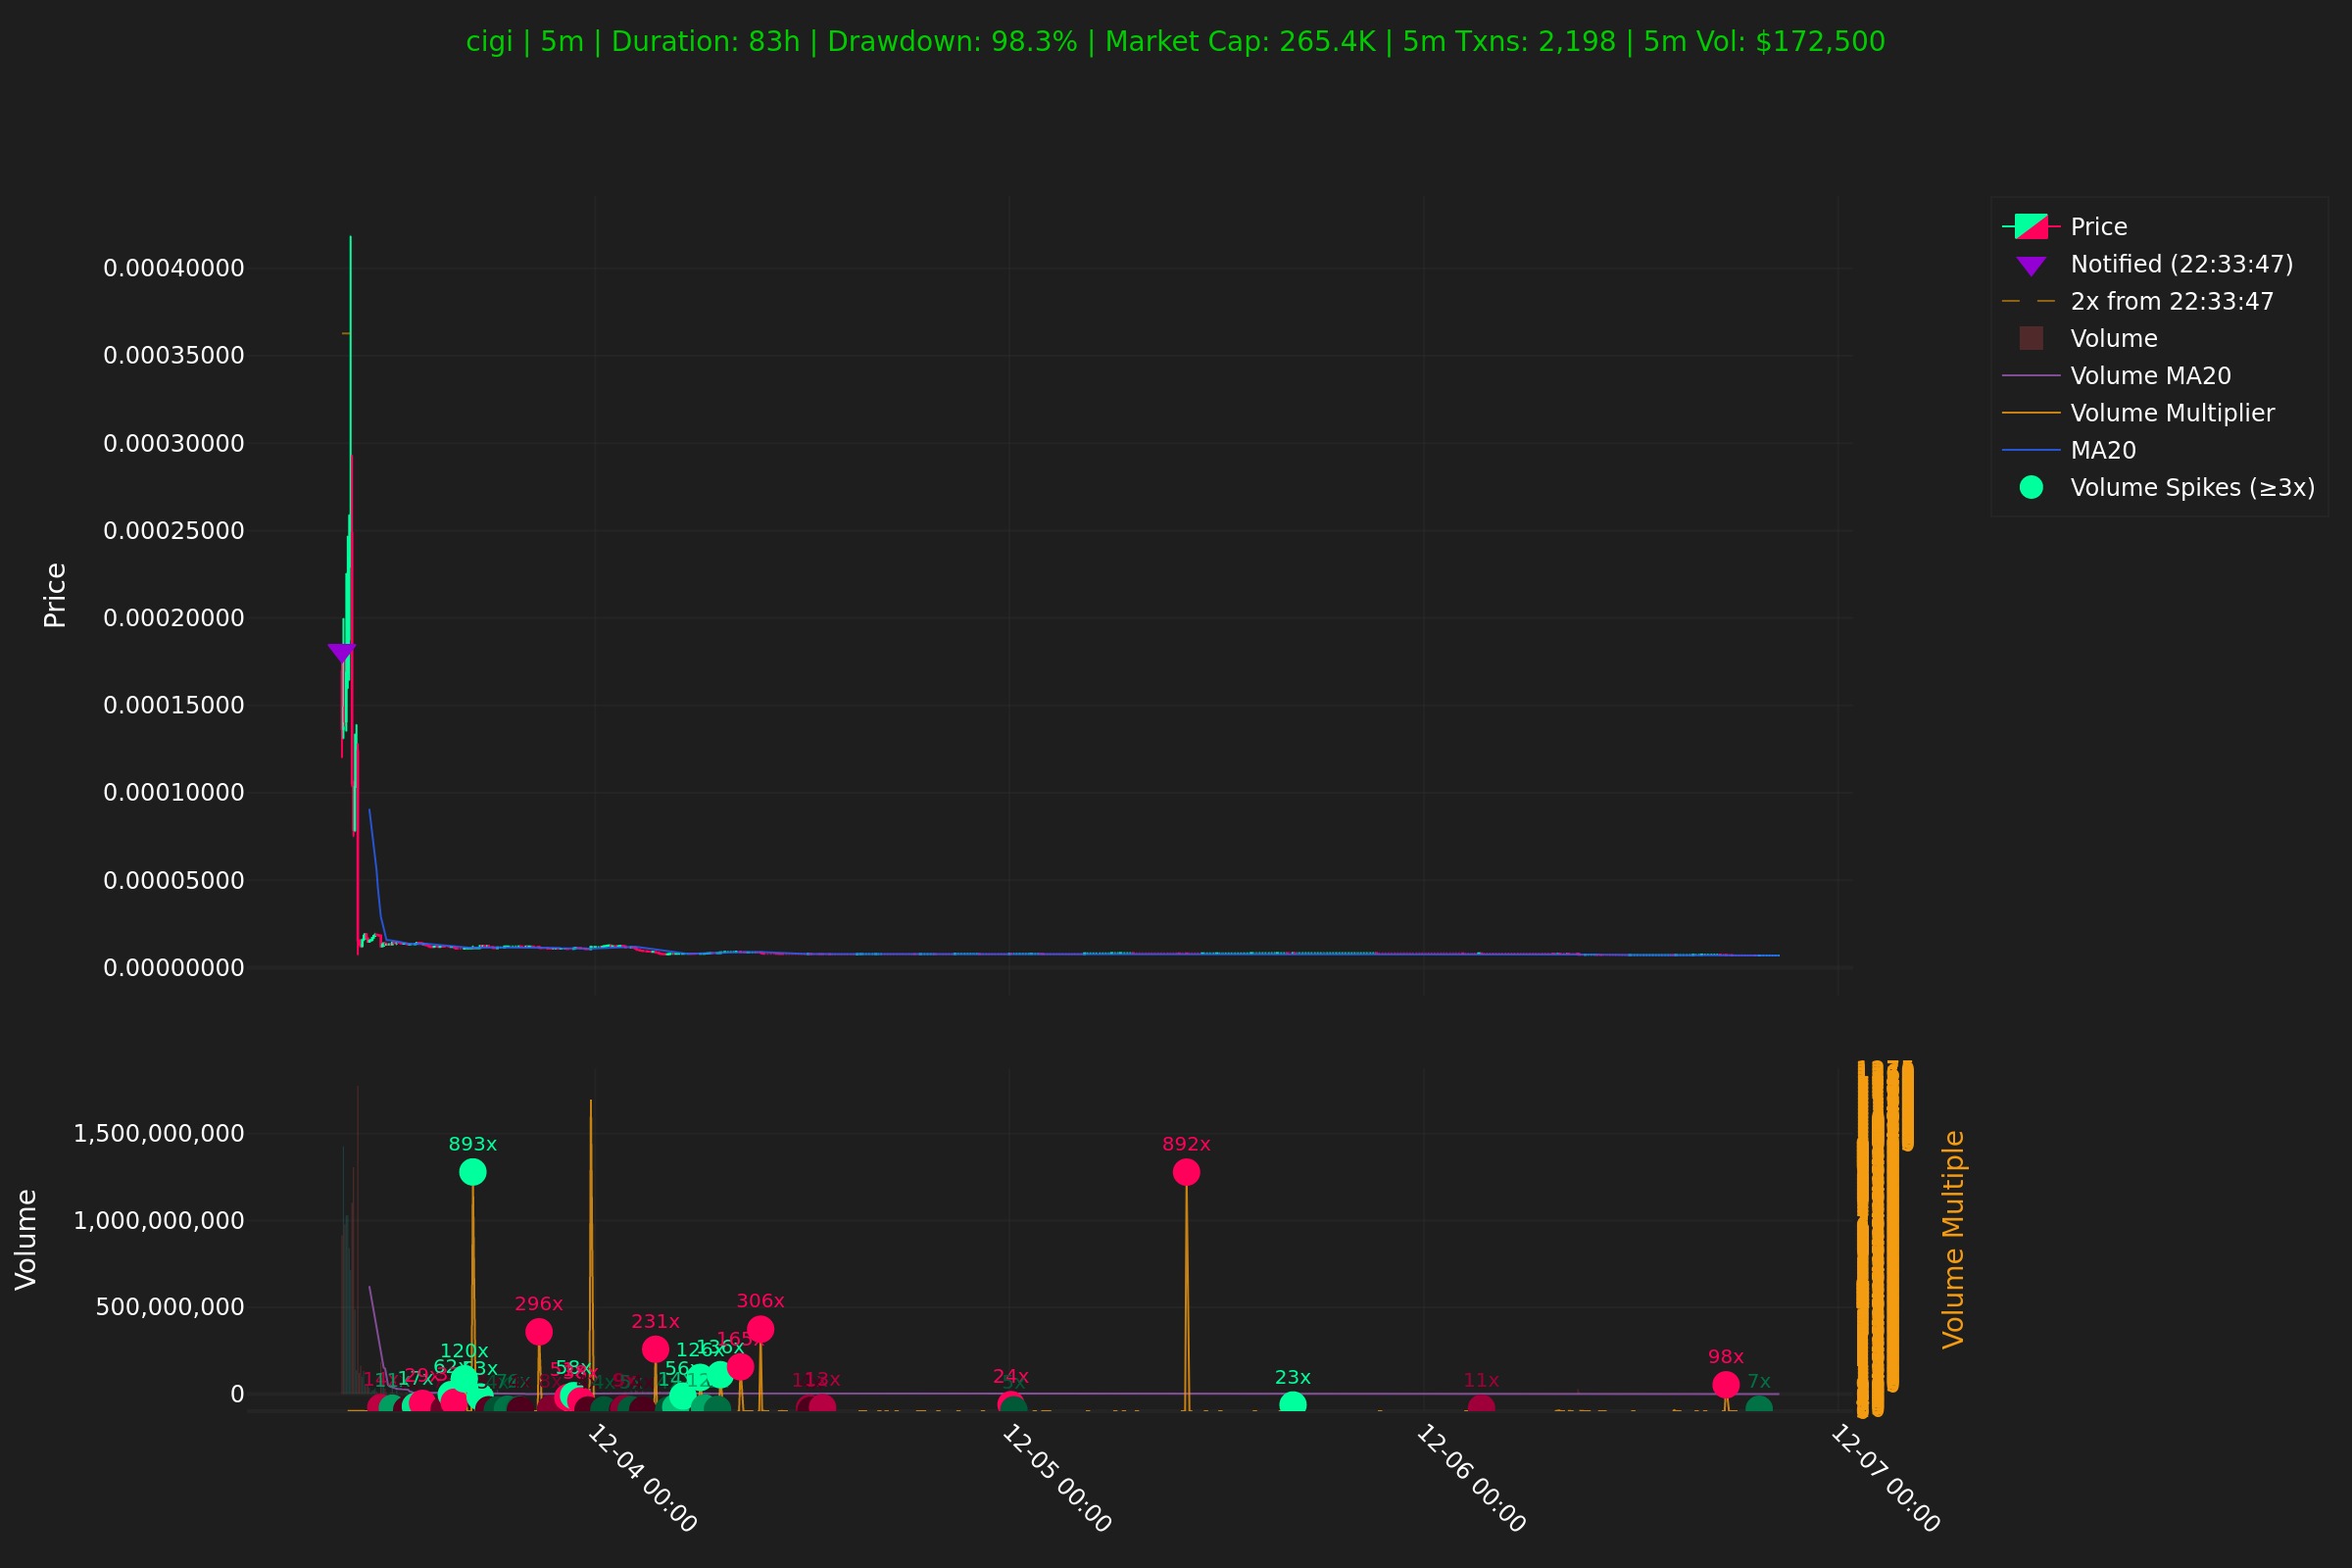 cigi | 5m | Duration: 83h | Drawdown: 98.3% | Market Cap: 265.4K | 5m Txns: 2,198 | 5m Vol: $172,500
Price
Notified (22:33:47)
2x from 22:33:47
Volume
Volume MA20
Volume Multiplier
MA20
Volume Spikes (≥3x)
Price
0.00040000
0.00035000
0.00030000
0.00025000
0.00020000
0.00015000
0.00010000
0.00005000
0.00000000
Volume
1,500,000,000
1,000,000,000
500,000,000
0
893x
892x
296x
231x
306x
120x
126x
136x
165x
98x
17x
58x
24x
23x
11x
7x
12-04 00:00
12-05 00:00
12-06 00:00
12-07 00:00
Volume Multiple